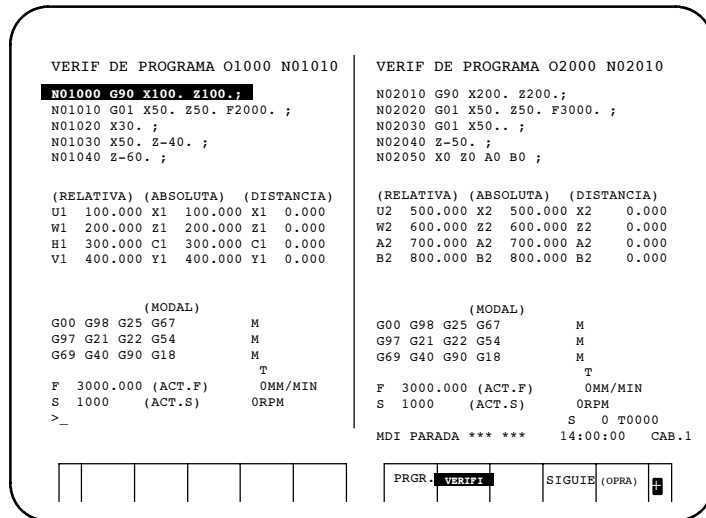 VERIF DE PROGRAMA O1000 N01010
N01000 G90 X100. Z100.;
N01010 G01 X50. Z50. F2000. ;
N01020 X30. ;
N01030 X50. Z-40. ;
N01040 Z-60. ;
(RELATIVA) (ABSOLUTA) (DISTANCIA)
U1 100.000 X1 100.000 X1 0.000
W1 200.000 Z1 200.000 Z1 0.000
H1 300.000 C1 300.000 C1 0.000
V1 400.000 Y1 400.000 Y1 0.000
(MODAL)
G00 G98 G25 G67 M
G97 G21 G22 G54 M
G69 G40 G90 G18 M
T
F 3000.000 (ACT.F) 0MM/MIN
S 1000 (ACT.S) 0RPM
>_
VERIF DE PROGRAMA O2000 N02010
N02010 G90 X200. Z200.;
N02020 G01 X50. Z50. F3000. ;
N02030 G01 X50.. ;
N02040 Z-50. ;
N02050 X0 Z0 A0 B0 ;
(RELATIVA) (ABSOLUTA) (DISTANCIA)
U2 500.000 X2 500.000 X2 0.000
W2 600.000 Z2 600.000 Z2 0.000
A2 700.000 A2 700.000 A2 0.000
B2 800.000 B2 800.000 B2 0.000
(MODAL)
G00 G98 G25 G67 M
G97 G21 G22 G54 M
G69 G40 G90 G18 M
T
F 3000.000 (ACT.F) 0MM/MIN
S 1000 (ACT.S) 0RPM
S 0 T0000
MDI PARADA *** *** 14:00:00 CAB.1
PRGR. VERIFI SIGUIE (OPRA) +